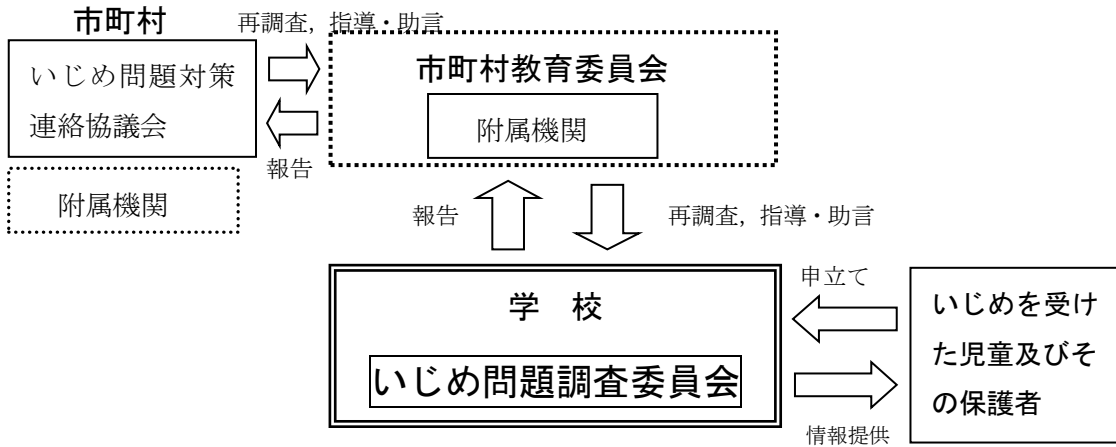 市町村
再調査，指導・助言
いじめ問題対策
連絡協議会
市町村教育委員会
附属機関
報告
附属機関
報告
再調査，指導・助言
学　校
いじめ問題調査委員会
申立て
情報提供
いじめを受け
た児童及びそ
の保護者